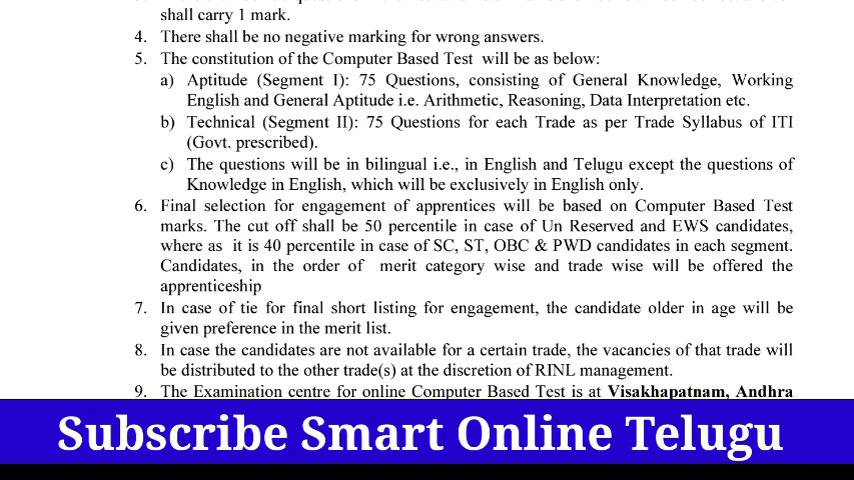 shall carry 1 mark.
4. There shall be no negative marking for wrong answers.
5. The constitution of the Computer Based Test will be as below:
a) Aptitude (Segment I): 75 Questions, consisting of General Knowledge, Working
English and General Aptitude i.e. Arithmetic, Reasoning, Data Interpretation etc.
b) Technical (Segment II): 75 Questions for each Trade as per Trade Syllabus of ITI
(Govt. prescribed).
c) The questions will be in bilingual i.e., in English and Telugu except the questions of
Knowledge in English, which will be exclusively in English only.
6. Final selection for engagement of apprentices will be based on Computer Based Test
marks. The cut off shall be 50 percentile in case of Un Reserved and EWS candidates,
where as it is 40 percentile in case of SC, ST, OBC & PWD candidates in each segment.
Candidates, in the order of merit category wise and trade wise will be offered the
apprenticeship
7. In case of tie for final short listing for engagement, the candidate older in age will be
given preference in the merit list.
8. In case the candidates are not available for a certain trade, the vacancies of that trade will
be distributed to the other trade(s) at the discretion of RINL management.
9. The Examination centre for online Computer Based Test is at Visakhapatnam, Andhra
Subscribe Smart Online Telugu